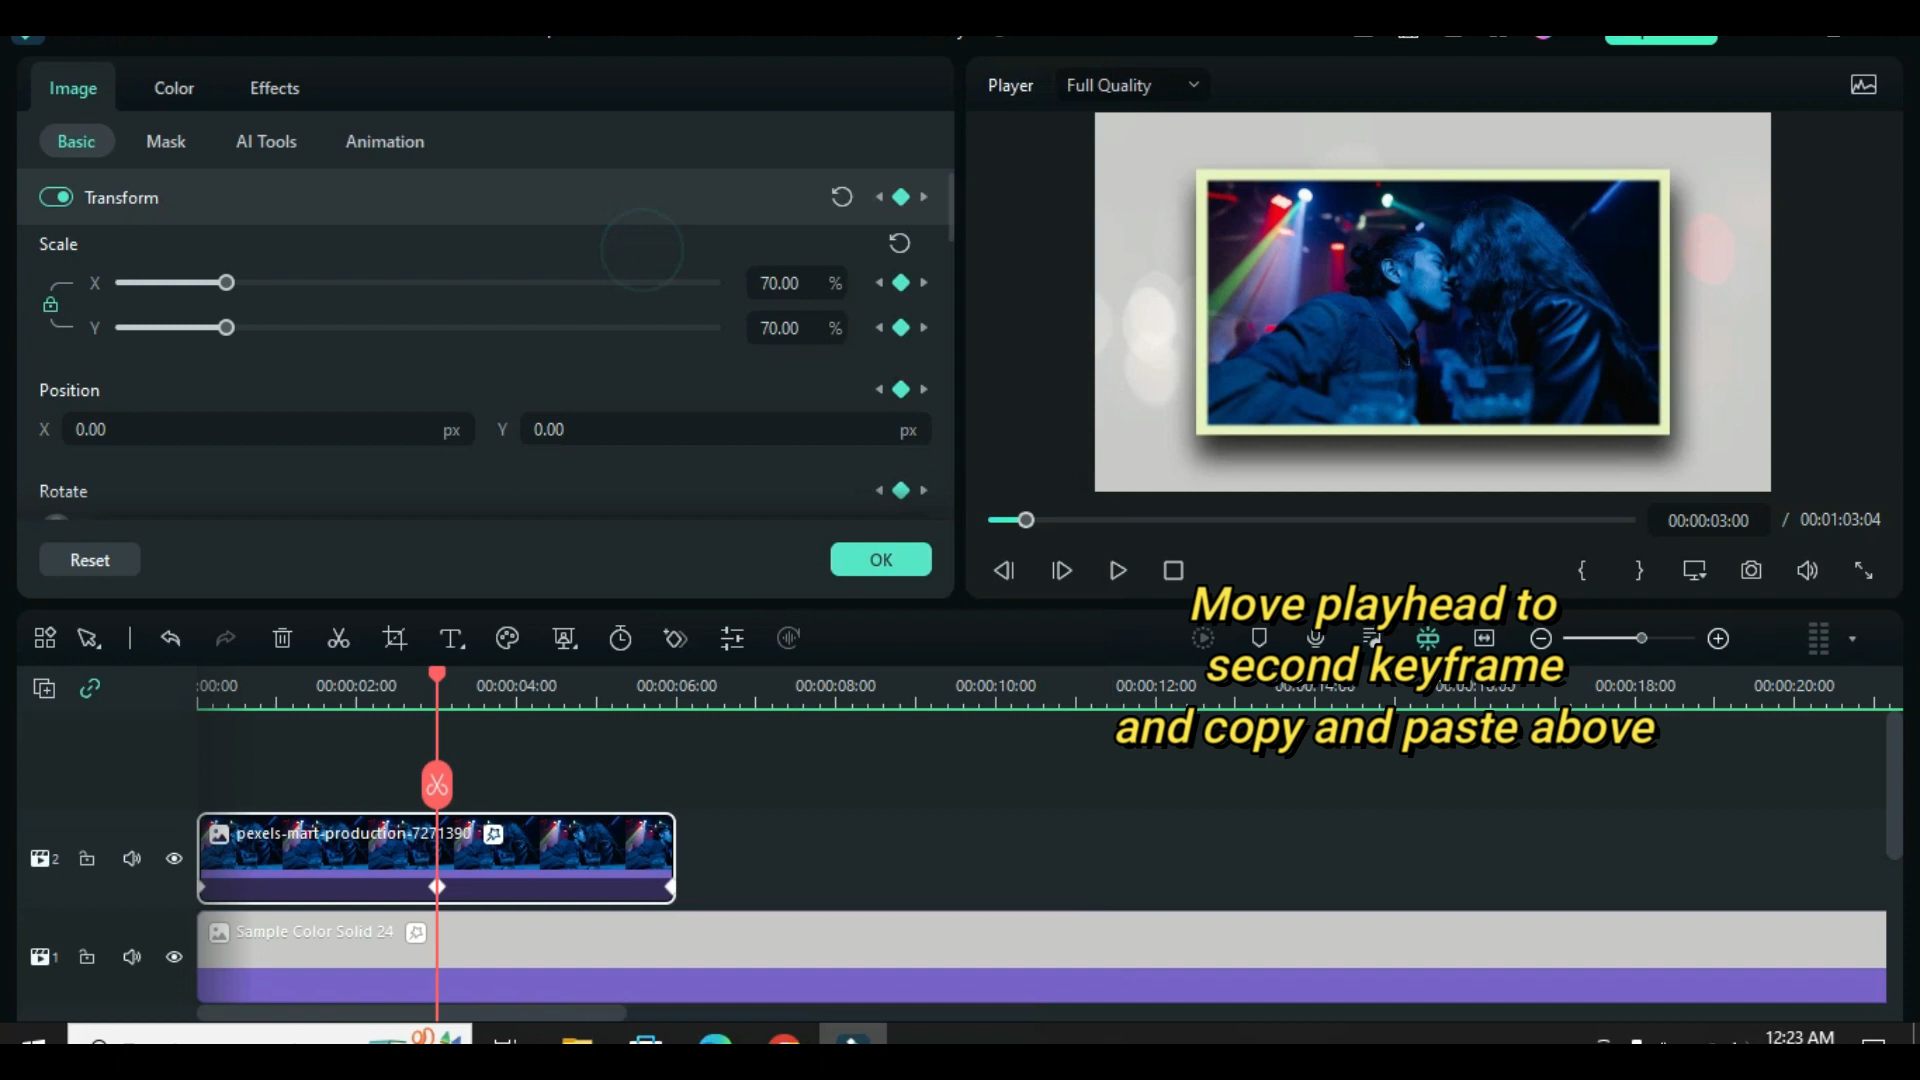 Image Color Effects
Player Full Quality
Basic Mask AI Tools Animation
Transform
Scale
X 70.00 %
Y 70.00 %
Position
X 0.00 px Y 0.00 px
Rotate
Reset OK
00:00:03:00 / 00:01:03:04
{ }
Move playhead to
second keyframe
and copy and paste above
:00:00 00:00:02:00 00:00:04:00 00:00:06:00 00:00:08:00 00:00:10:00 00:00:12:00 00:00:18:00 00:00:20:00
pexels-mart-production-7271390
2
Sample Color Solid 24
1
12:23 AM